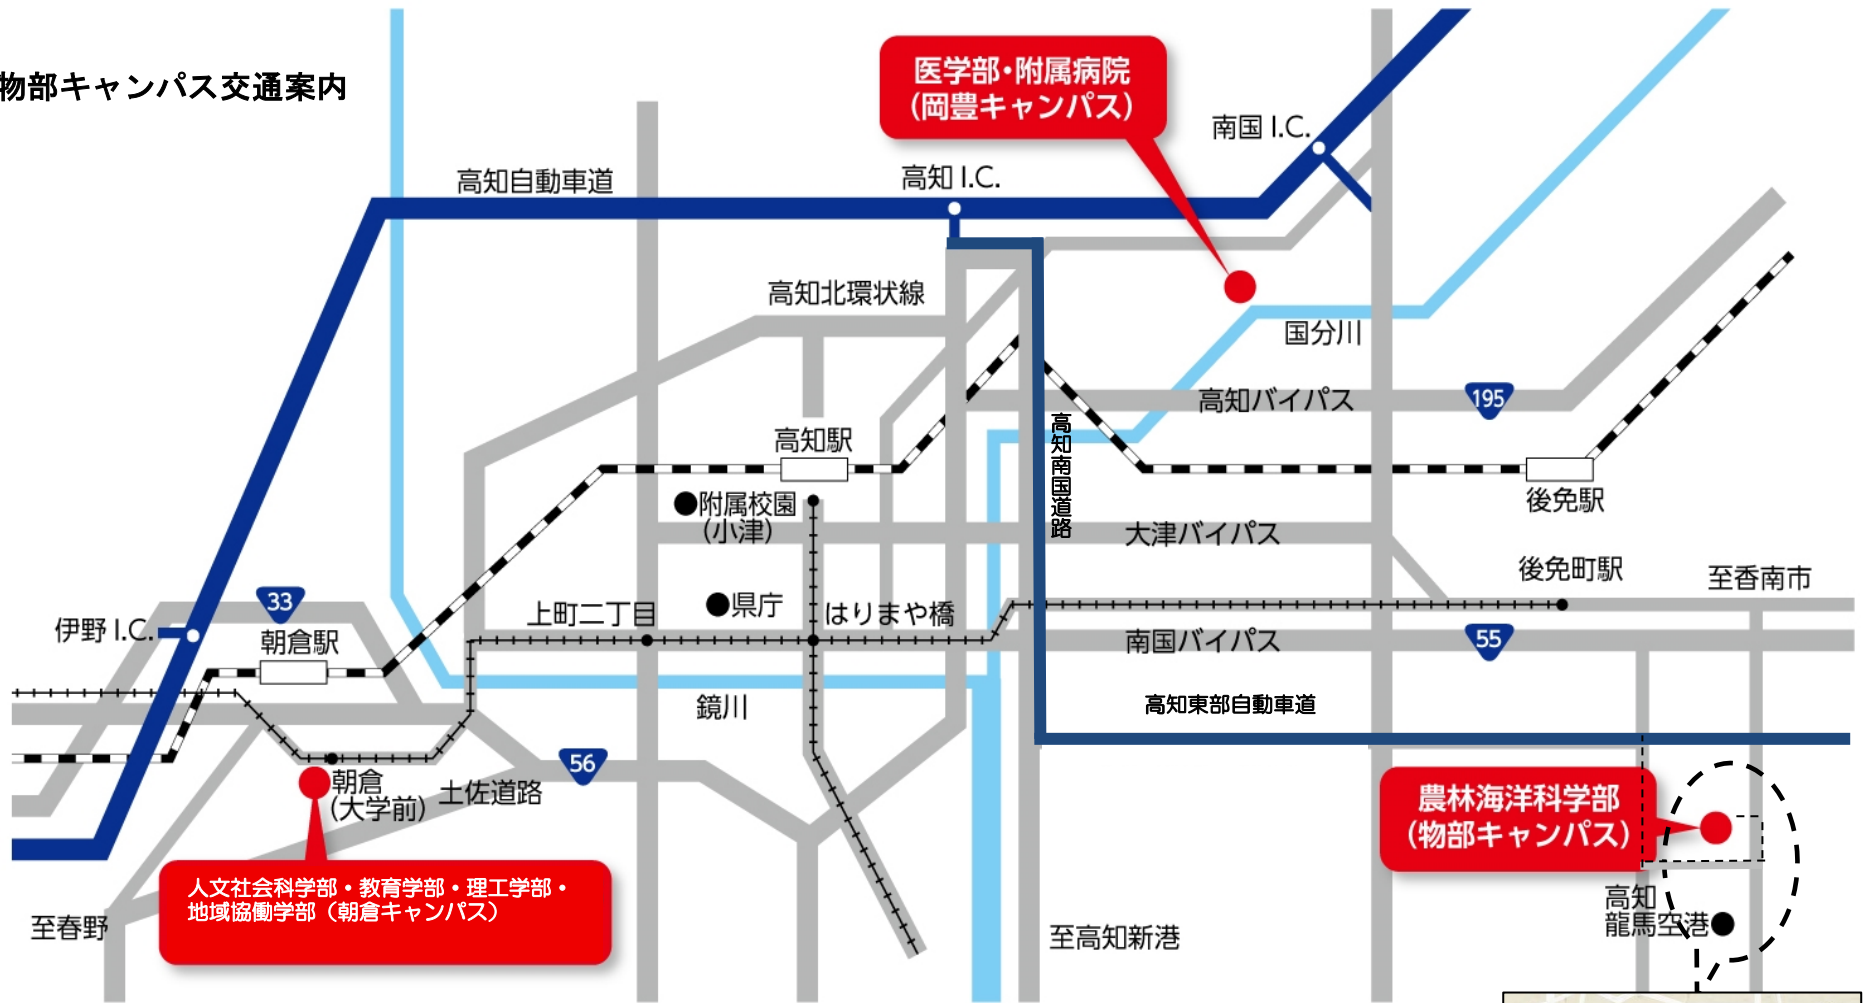 物部キャンパス交通案内
医学部・附属病院
(岡豊キャンパス)
南国 I.C.
高知自動車道
高知 I.C.
高知北環状線
国分川
高知バイパス
195
高知駅
高知南国道路
附属校園
(小津)
後免駅
大津バイパス
後免町駅
至香南市
33
県庁
上町二丁目
はりまや橋
伊野 I.C.
朝倉駅
南国バイパス
55
鏡川
高知東部自動車道
56
朝倉
(大学前)
土佐道路
農林海洋科学部
(物部キャンパス)
人文社会科学部・教育学部・理工学部・
地域協働学部（朝倉キャンパス）
高知
龍馬空港
至春野
至高知新港